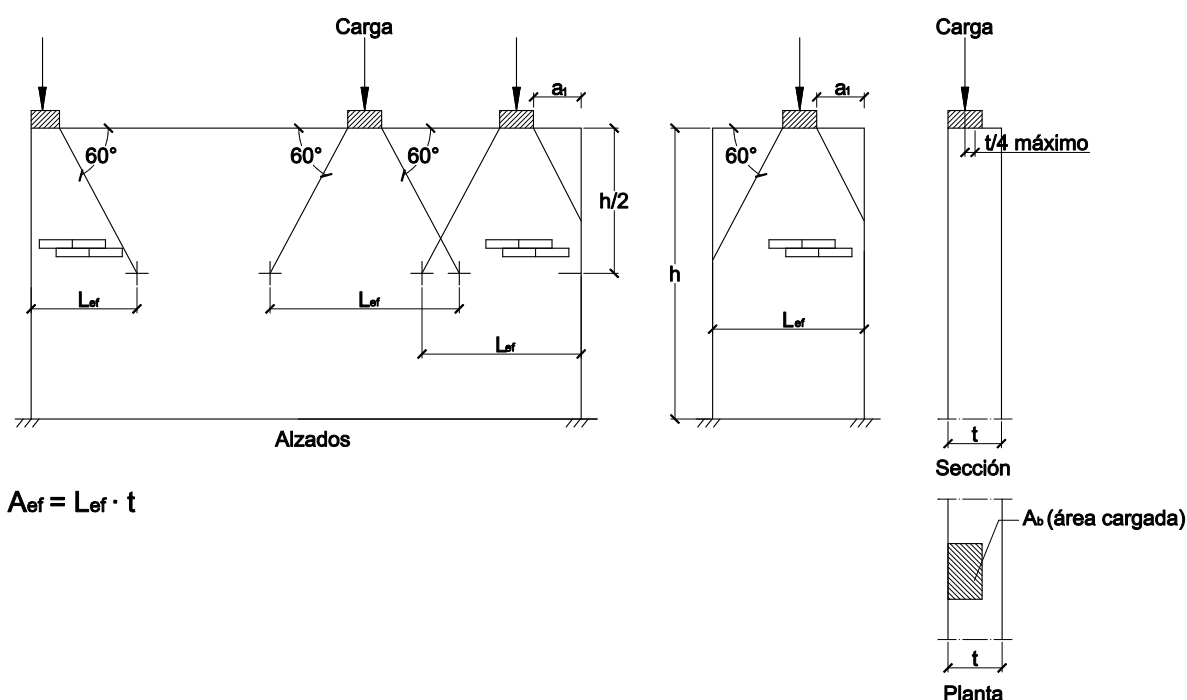 Carga
Carga
a₁
a₁
60°
60°
60°
60°
t/4 máximo
h/2
h
Lef
Lef
Lef
Lef
Alzados
t
Sección
Aef = Lef · t
Ab (área cargada)
t
Planta